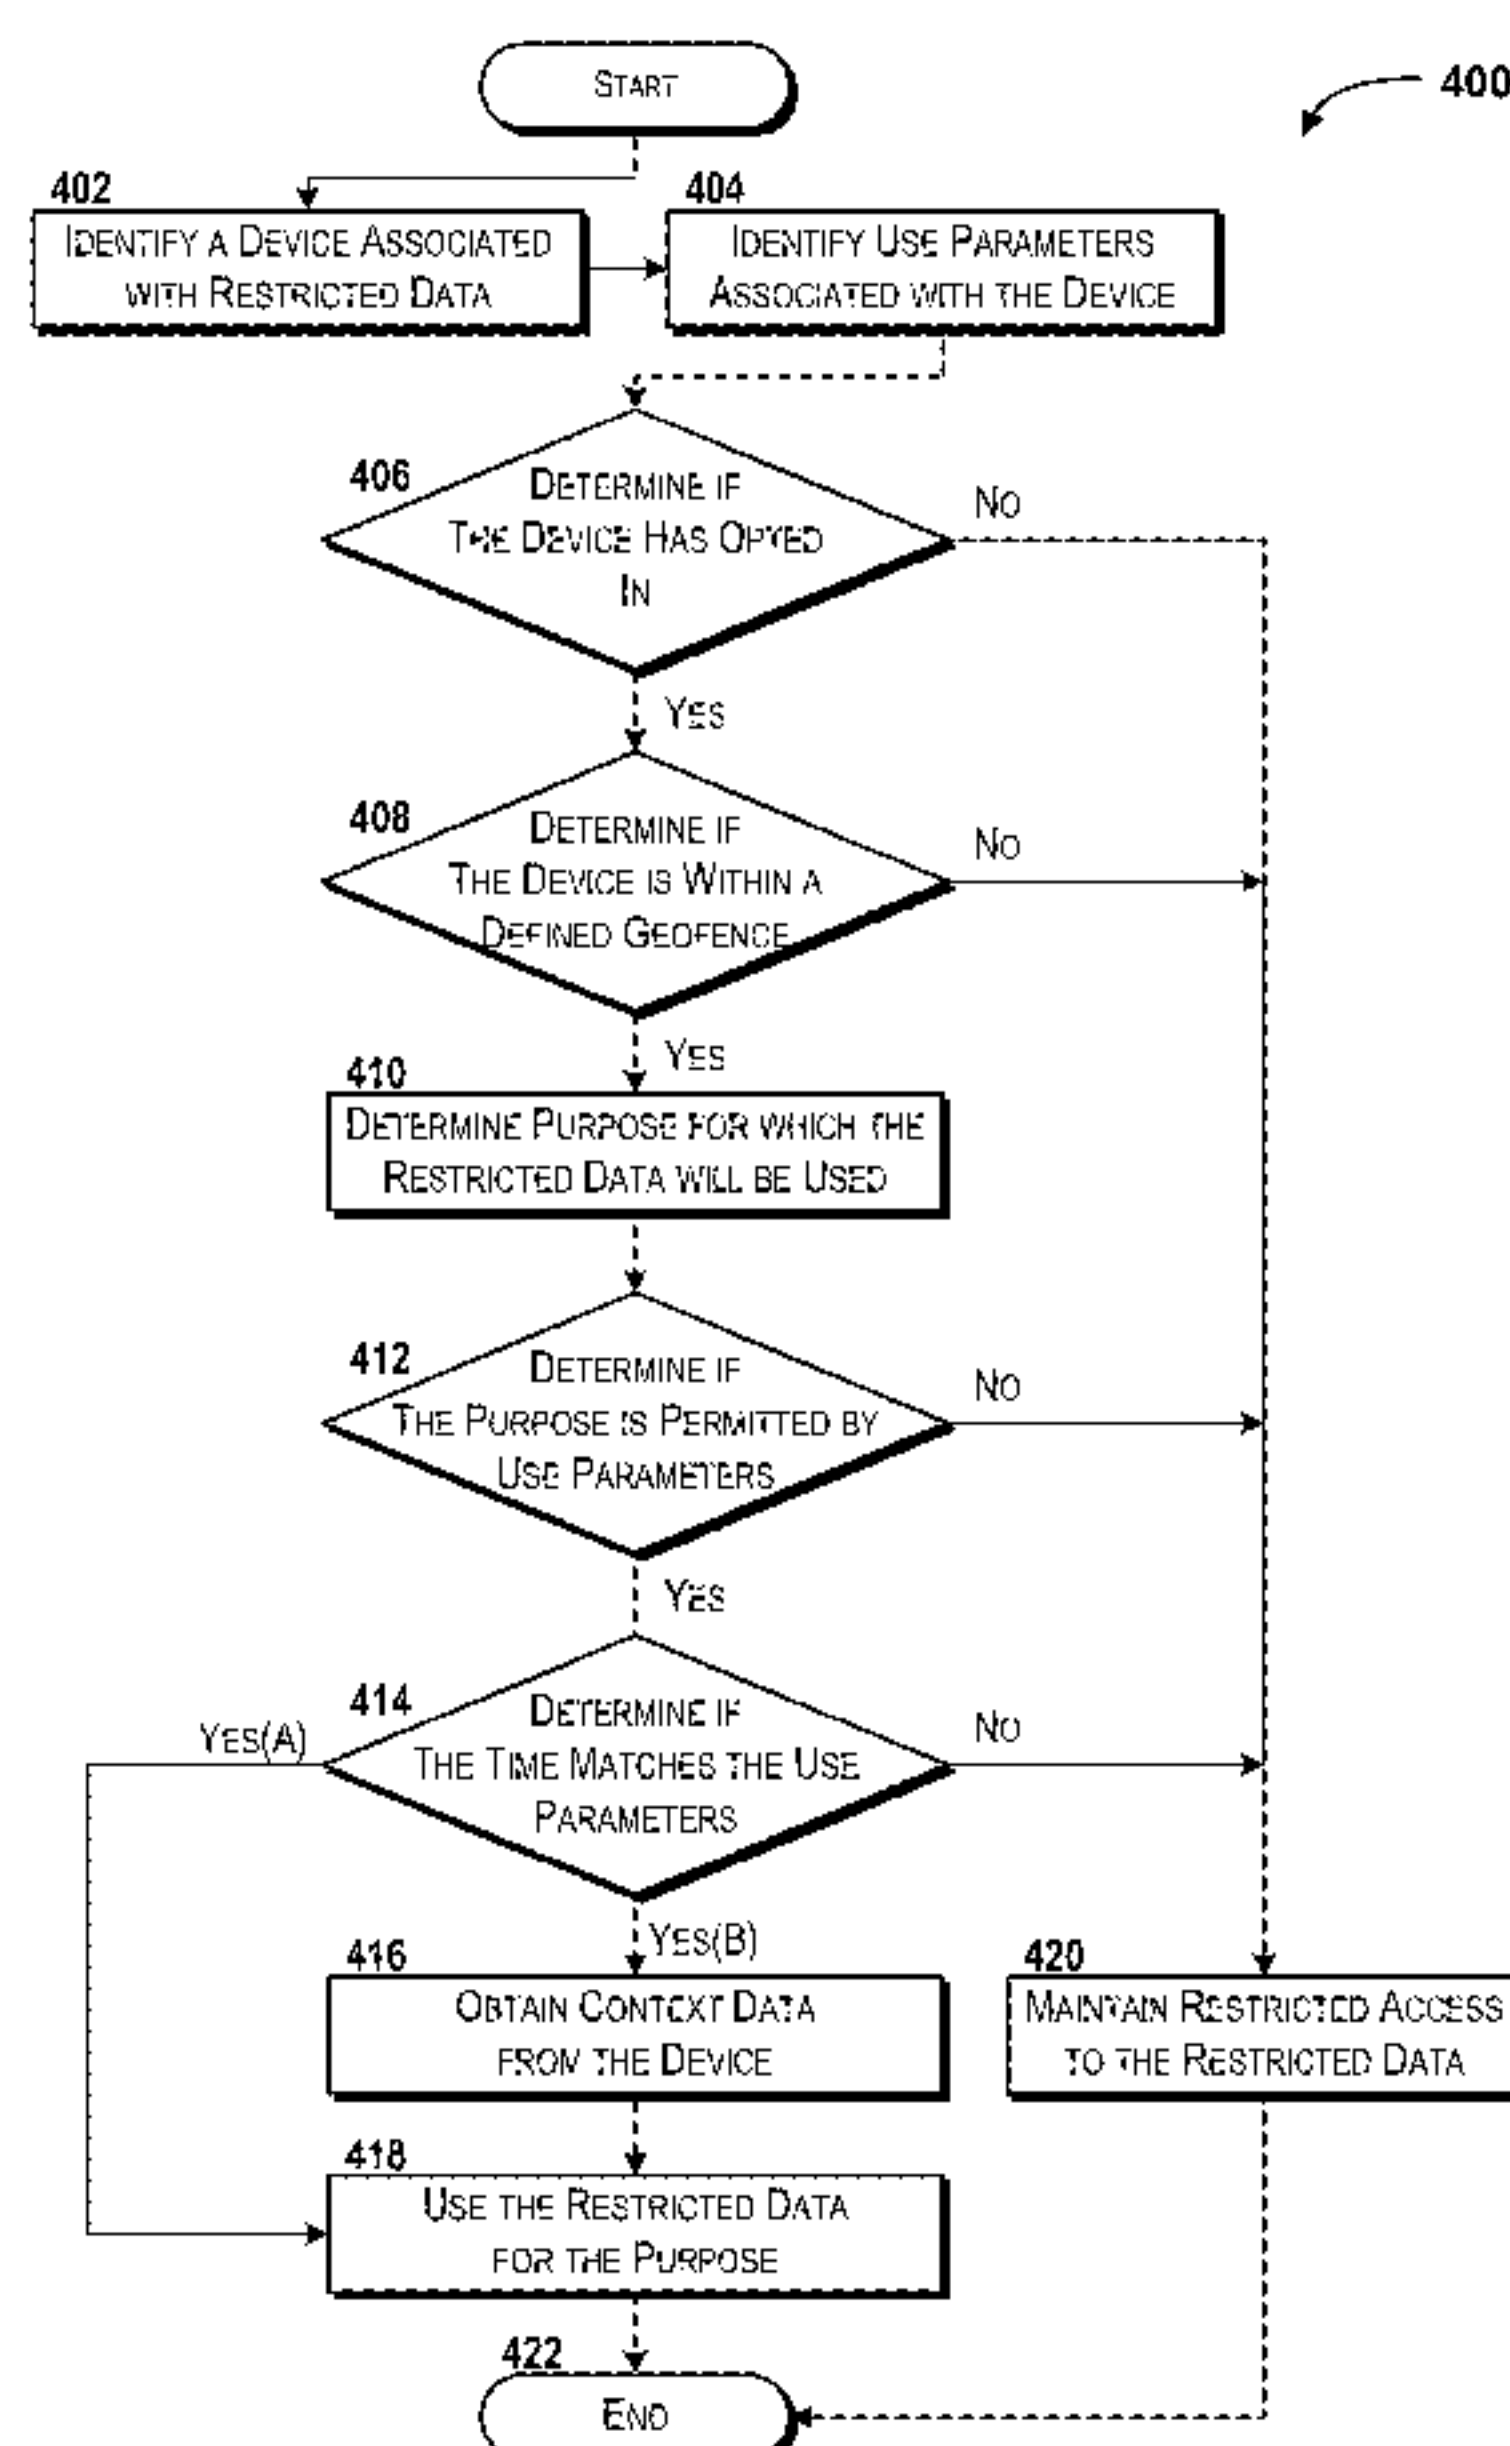 START
400
402
404
IDENTIFY A DEVICE ASSOCIATED
WITH RESTRICTED DATA
IDENTIFY USE PARAMETERS
ASSOCIATED WITH THE DEVICE
406
DETERMINE IF
THE DEVICE HAS OPTED
IN
NO
YES
408
DETERMINE IF
THE DEVICE IS WITHIN A
DEFINED GEOFENCE
NO
YES
410
DETERMINE PURPOSE FOR WHICH THE
RESTRICTED DATA WILL BE USED
412
DETERMINE IF
THE PURPOSE IS PERMITTED BY
USE PARAMETERS
NO
YES
414
DETERMINE IF
THE TIME MATCHES THE USE
PARAMETERS
YES(A)
NO
YES(B)
416
OBTAIN CONTEXT DATA
FROM THE DEVICE
420
MAINTAIN RESTRICTED ACCESS
TO THE RESTRICTED DATA
418
USE THE RESTRICTED DATA
FOR THE PURPOSE
422
END